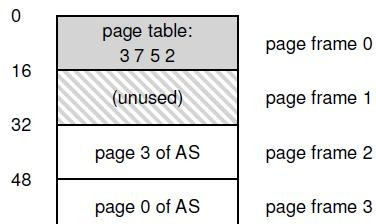 0
page table:
3 7 5 2
page frame 0
16
(unused)
page frame 1
32
page 3 of AS
page frame 2
48
page 0 of AS
page frame 3